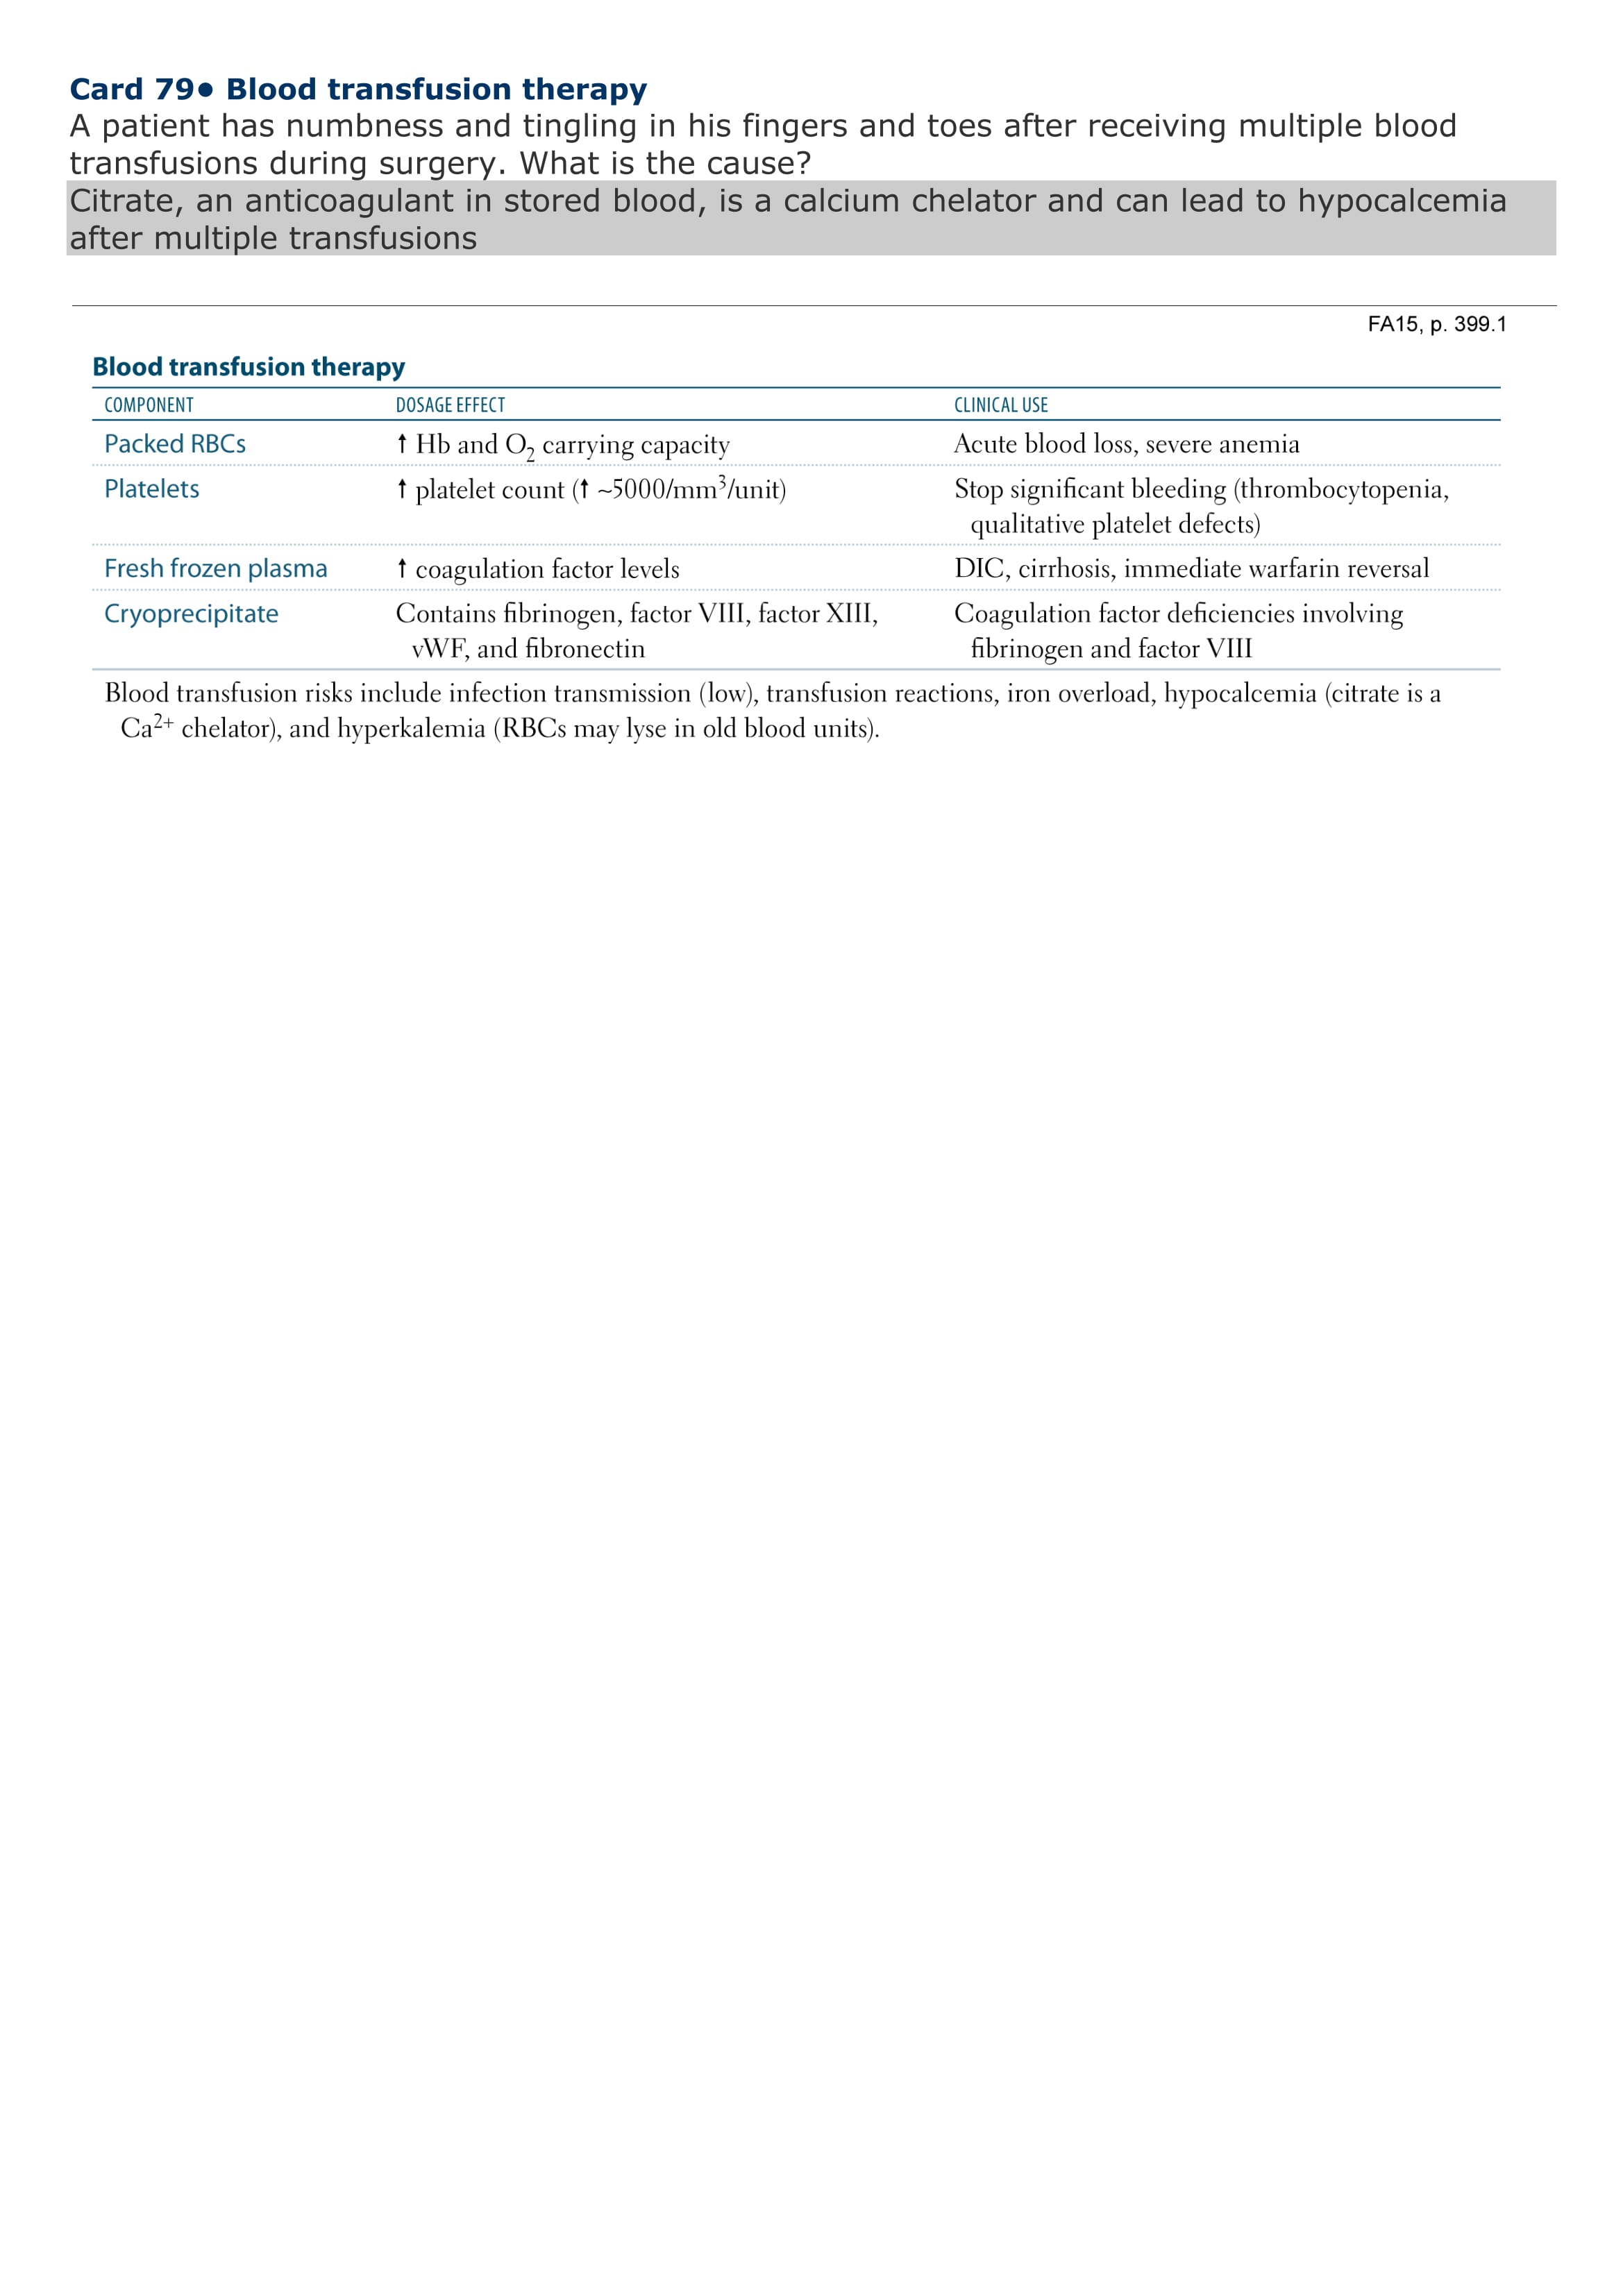 Card 79● Blood transfusion therapy
A patient has numbness and tingling in his fingers and toes after receiving multiple blood
transfusions during surgery. What is the cause?
Citrate, an anticoagulant in stored blood, is a calcium chelator and can lead to hypocalcemia
after multiple transfusions
FA15, p. 399.1
Blood transfusion therapy
COMPONENT DOSAGE EFFECT CLINICAL USE
Packed RBCs ↑ Hb and O₂ carrying capacity Acute blood loss, severe anemia
Platelets ↑ platelet count (↑ ~5000/mm³/unit) Stop significant bleeding (thrombocytopenia,
qualitative platelet defects)
Fresh frozen plasma ↑ coagulation factor levels DIC, cirrhosis, immediate warfarin reversal
Cryoprecipitate Contains fibrinogen, factor VIII, factor XIII, Coagulation factor deficiencies involving
vWF, and fibronectin fibrinogen and factor VIII
Blood transfusion risks include infection transmission (low), transfusion reactions, iron overload, hypocalcemia (citrate is a
Ca²⁺ chelator), and hyperkalemia (RBCs may lyse in old blood units).